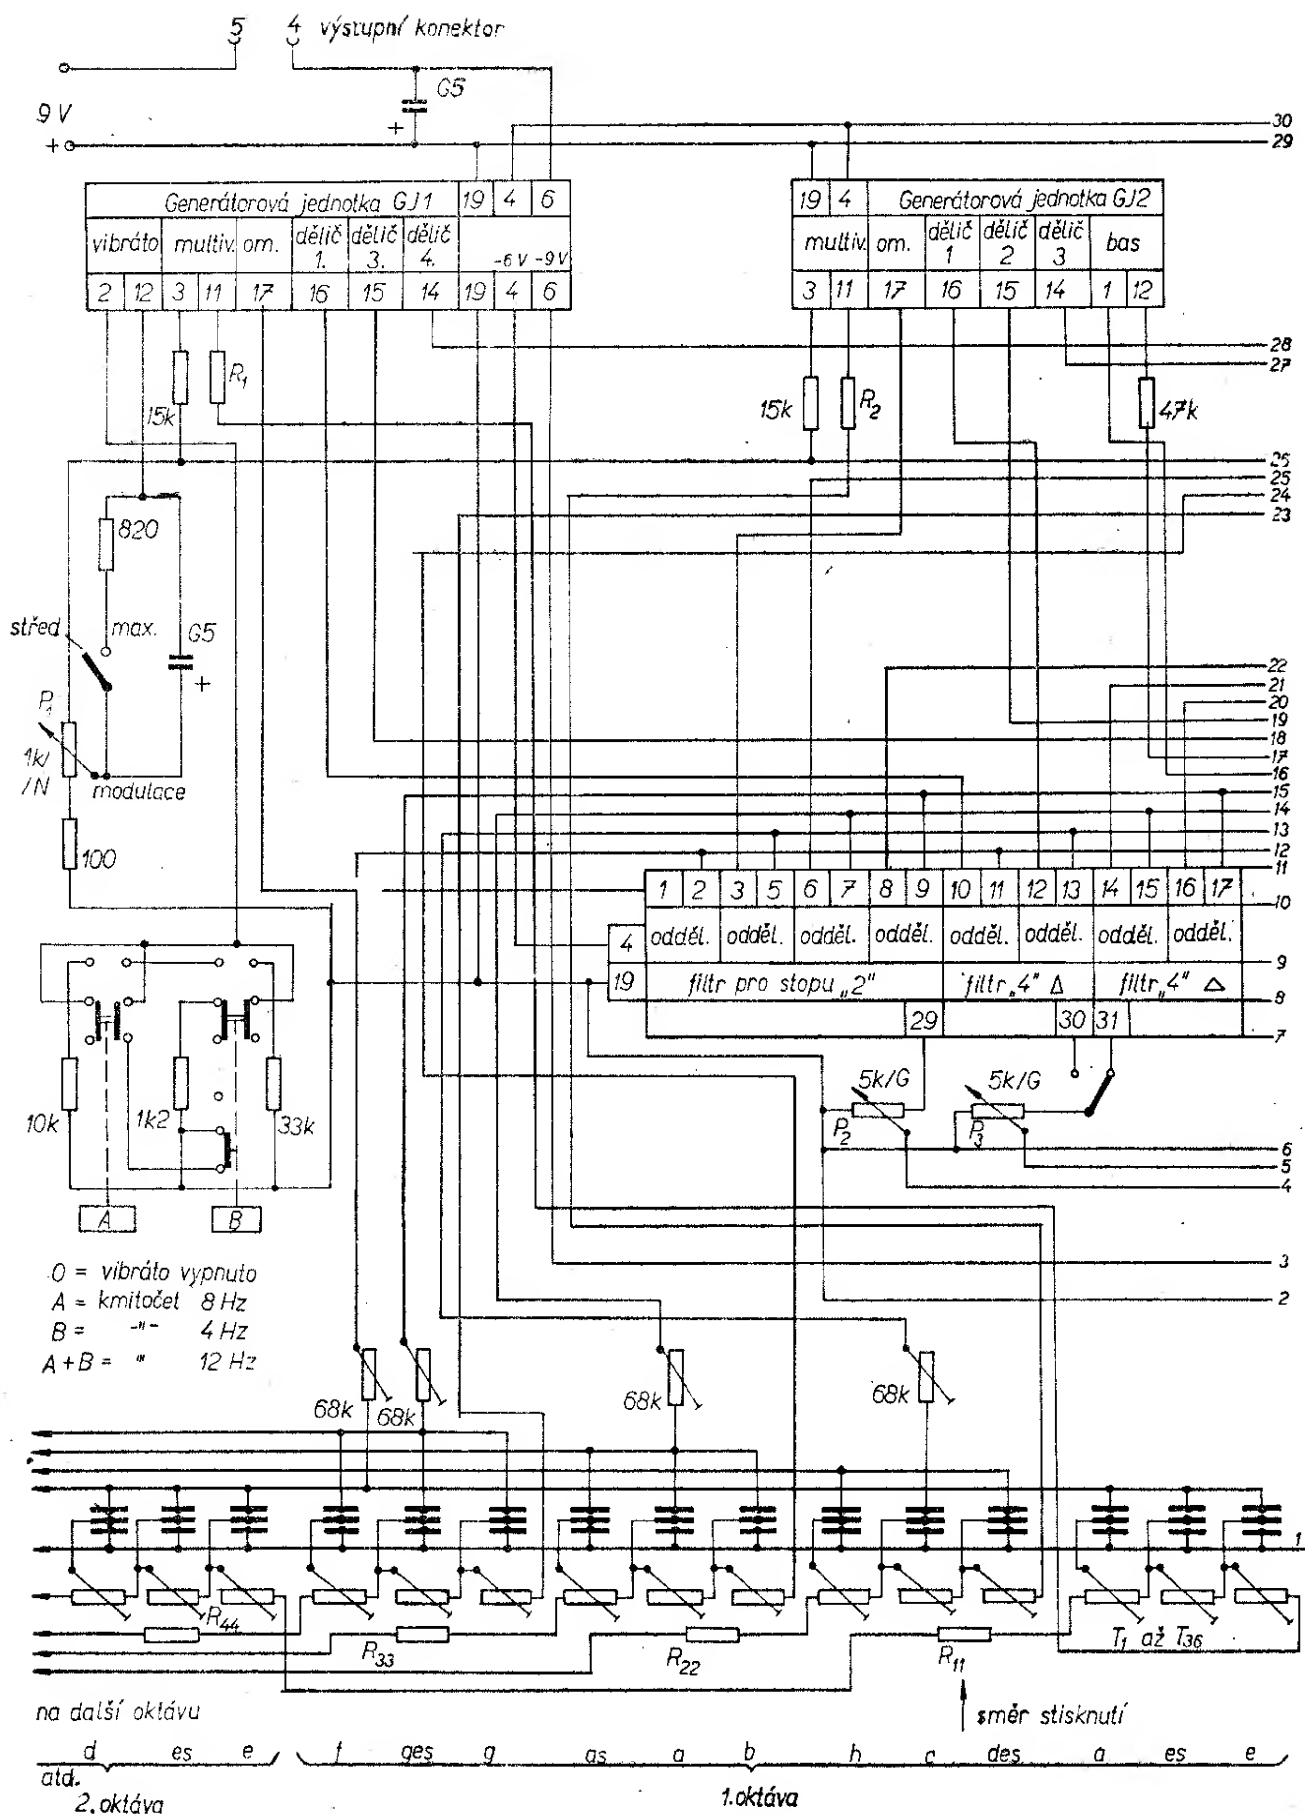 5 4 výstupní konektor
G5
9 V
+
+
30
29
Generátorová jednotka GJ1 19 4 6
vibráto multiv. om. dělič 1. dělič 3. dělič 4. -6 V -9 V
2 12 3 11 17 16 15 14 19 4 6
19 4 Generátorová jednotka GJ2
multiv. om. dělič 1 dělič 2 dělič 3 bas
3 11 17 16 15 14 1 12
28
27
15k R1
15k R2 47k
26
25
24
23
820
střed max. G5
+
P1
1k/
/N modulace
100
22
21
20
19
18
17
16
15
14
13
12
11
10
9
8
7
1 2 3 5 6 7 8 9 10 11 12 13 14 15 16 17
4 odděl. odděl. odděl. odděl. odděl. odděl. odděl. odděl.
19 filtr pro stopu „2" filtr „4" Δ filtr „4" Δ
29 30 31
5k/G 5k/G
P2 P3
6
5
4
3
2
10k 1k2 33k
A B
0 = vibráto vypnuto
A = kmitočet 8 Hz
B = -"- 4 Hz
A+B = " 12 Hz
68k 68k 68k 68k
1
R44 R33 R22 R11 T1 až T36
na další oktávu
směr stisknutí
d es e f ges g as a b h c des d es e
atd.
2. oktáva 1. oktáva